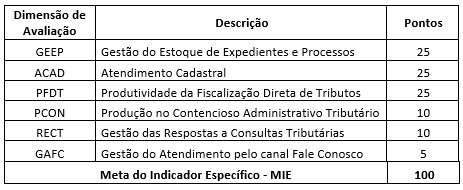 Dimensão de Avaliação Descrição Pontos
GEEP Gestão do Estoque de Expedientes e Processos 25
ACAD Atendimento Cadastral 25
PFDT Produtividade da Fiscalização Direta de Tributos 25
PCON Produção no Contencioso Administrativo Tributário 10
RECT Gestão das Respostas a Consultas Tributárias 10
GAFC Gestão do Atendimento pelo canal Fale Conosco 5
Meta do Indicador Específico - MIE 100